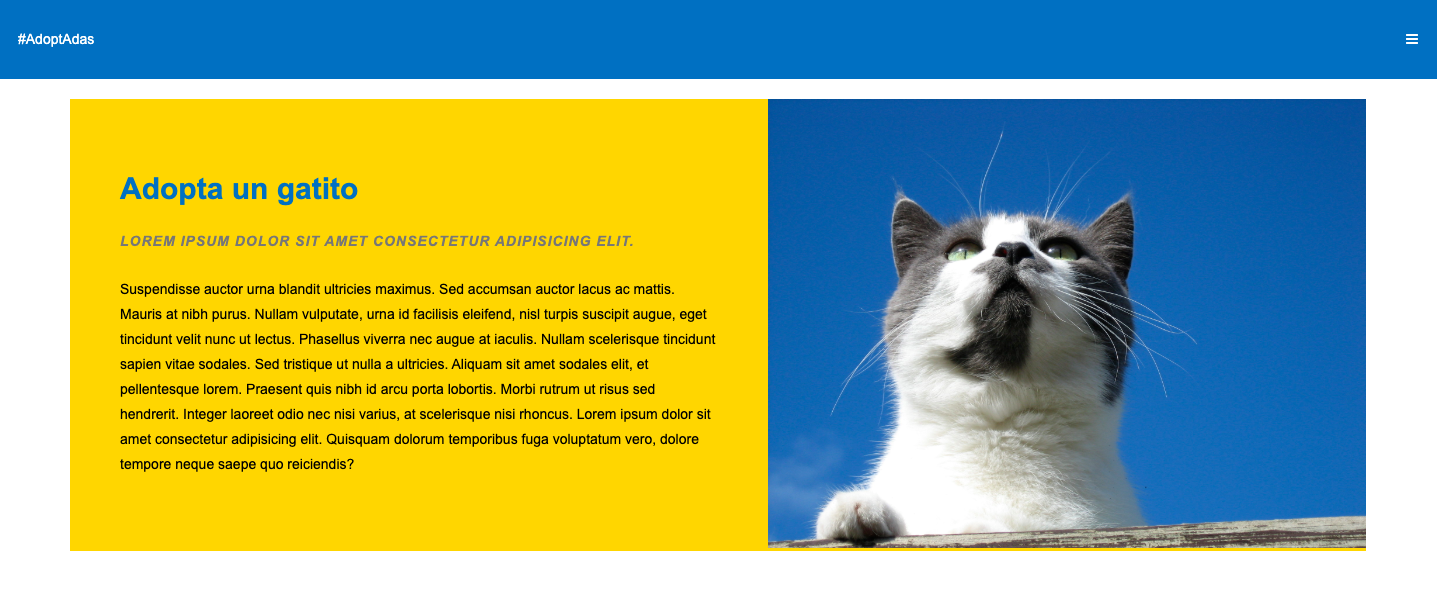 #AdoptAdas
Adopta un gatito
LOREM IPSUM DOLOR SIT AMET CONSECTETUR ADIPISICING ELIT.
Suspendisse auctor urna blandit ultricies maximus. Sed accumsan auctor lacus ac mattis.
Mauris at nibh purus. Nullam vulputate, urna id facilisis eleifend, nisl turpis suscipit augue, eget
tincidunt velit nunc ut lectus. Phasellus viverra nec augue at iaculis. Nullam scelerisque tincidunt
sapien vitae sodales. Sed tristique ut nulla a ultricies. Aliquam sit amet sodales elit, et
pellentesque lorem. Praesent quis nibh id arcu porta lobortis. Morbi rutrum ut risus sed
hendrerit. Integer laoreet odio nec nisi varius, at scelerisque nisi rhoncus. Lorem ipsum dolor sit
amet consectetur adipisicing elit. Quisquam dolorum temporibus fuga voluptatum vero, dolore
tempore neque saepe quo reiciendis?